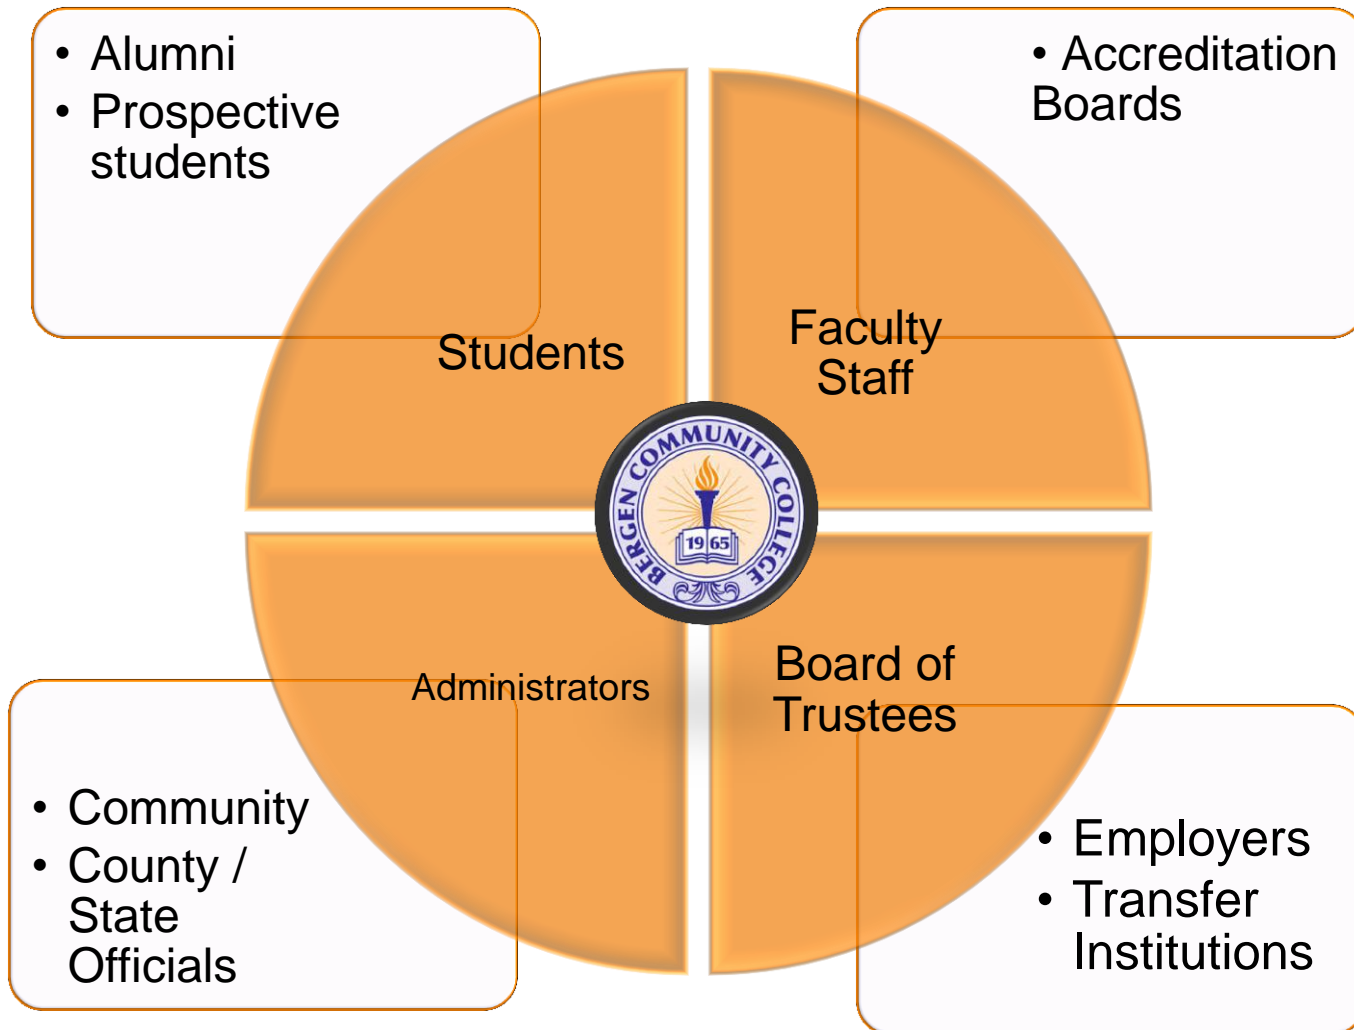 • Alumni
• Prospective
students
• Accreditation
Boards
Students
Faculty
Staff
BERGEN COMMUNITY COLLEGE
19 65
Administrators
Board of
Trustees
• Community
• County /
State
Officials
• Employers
• Transfer
Institutions